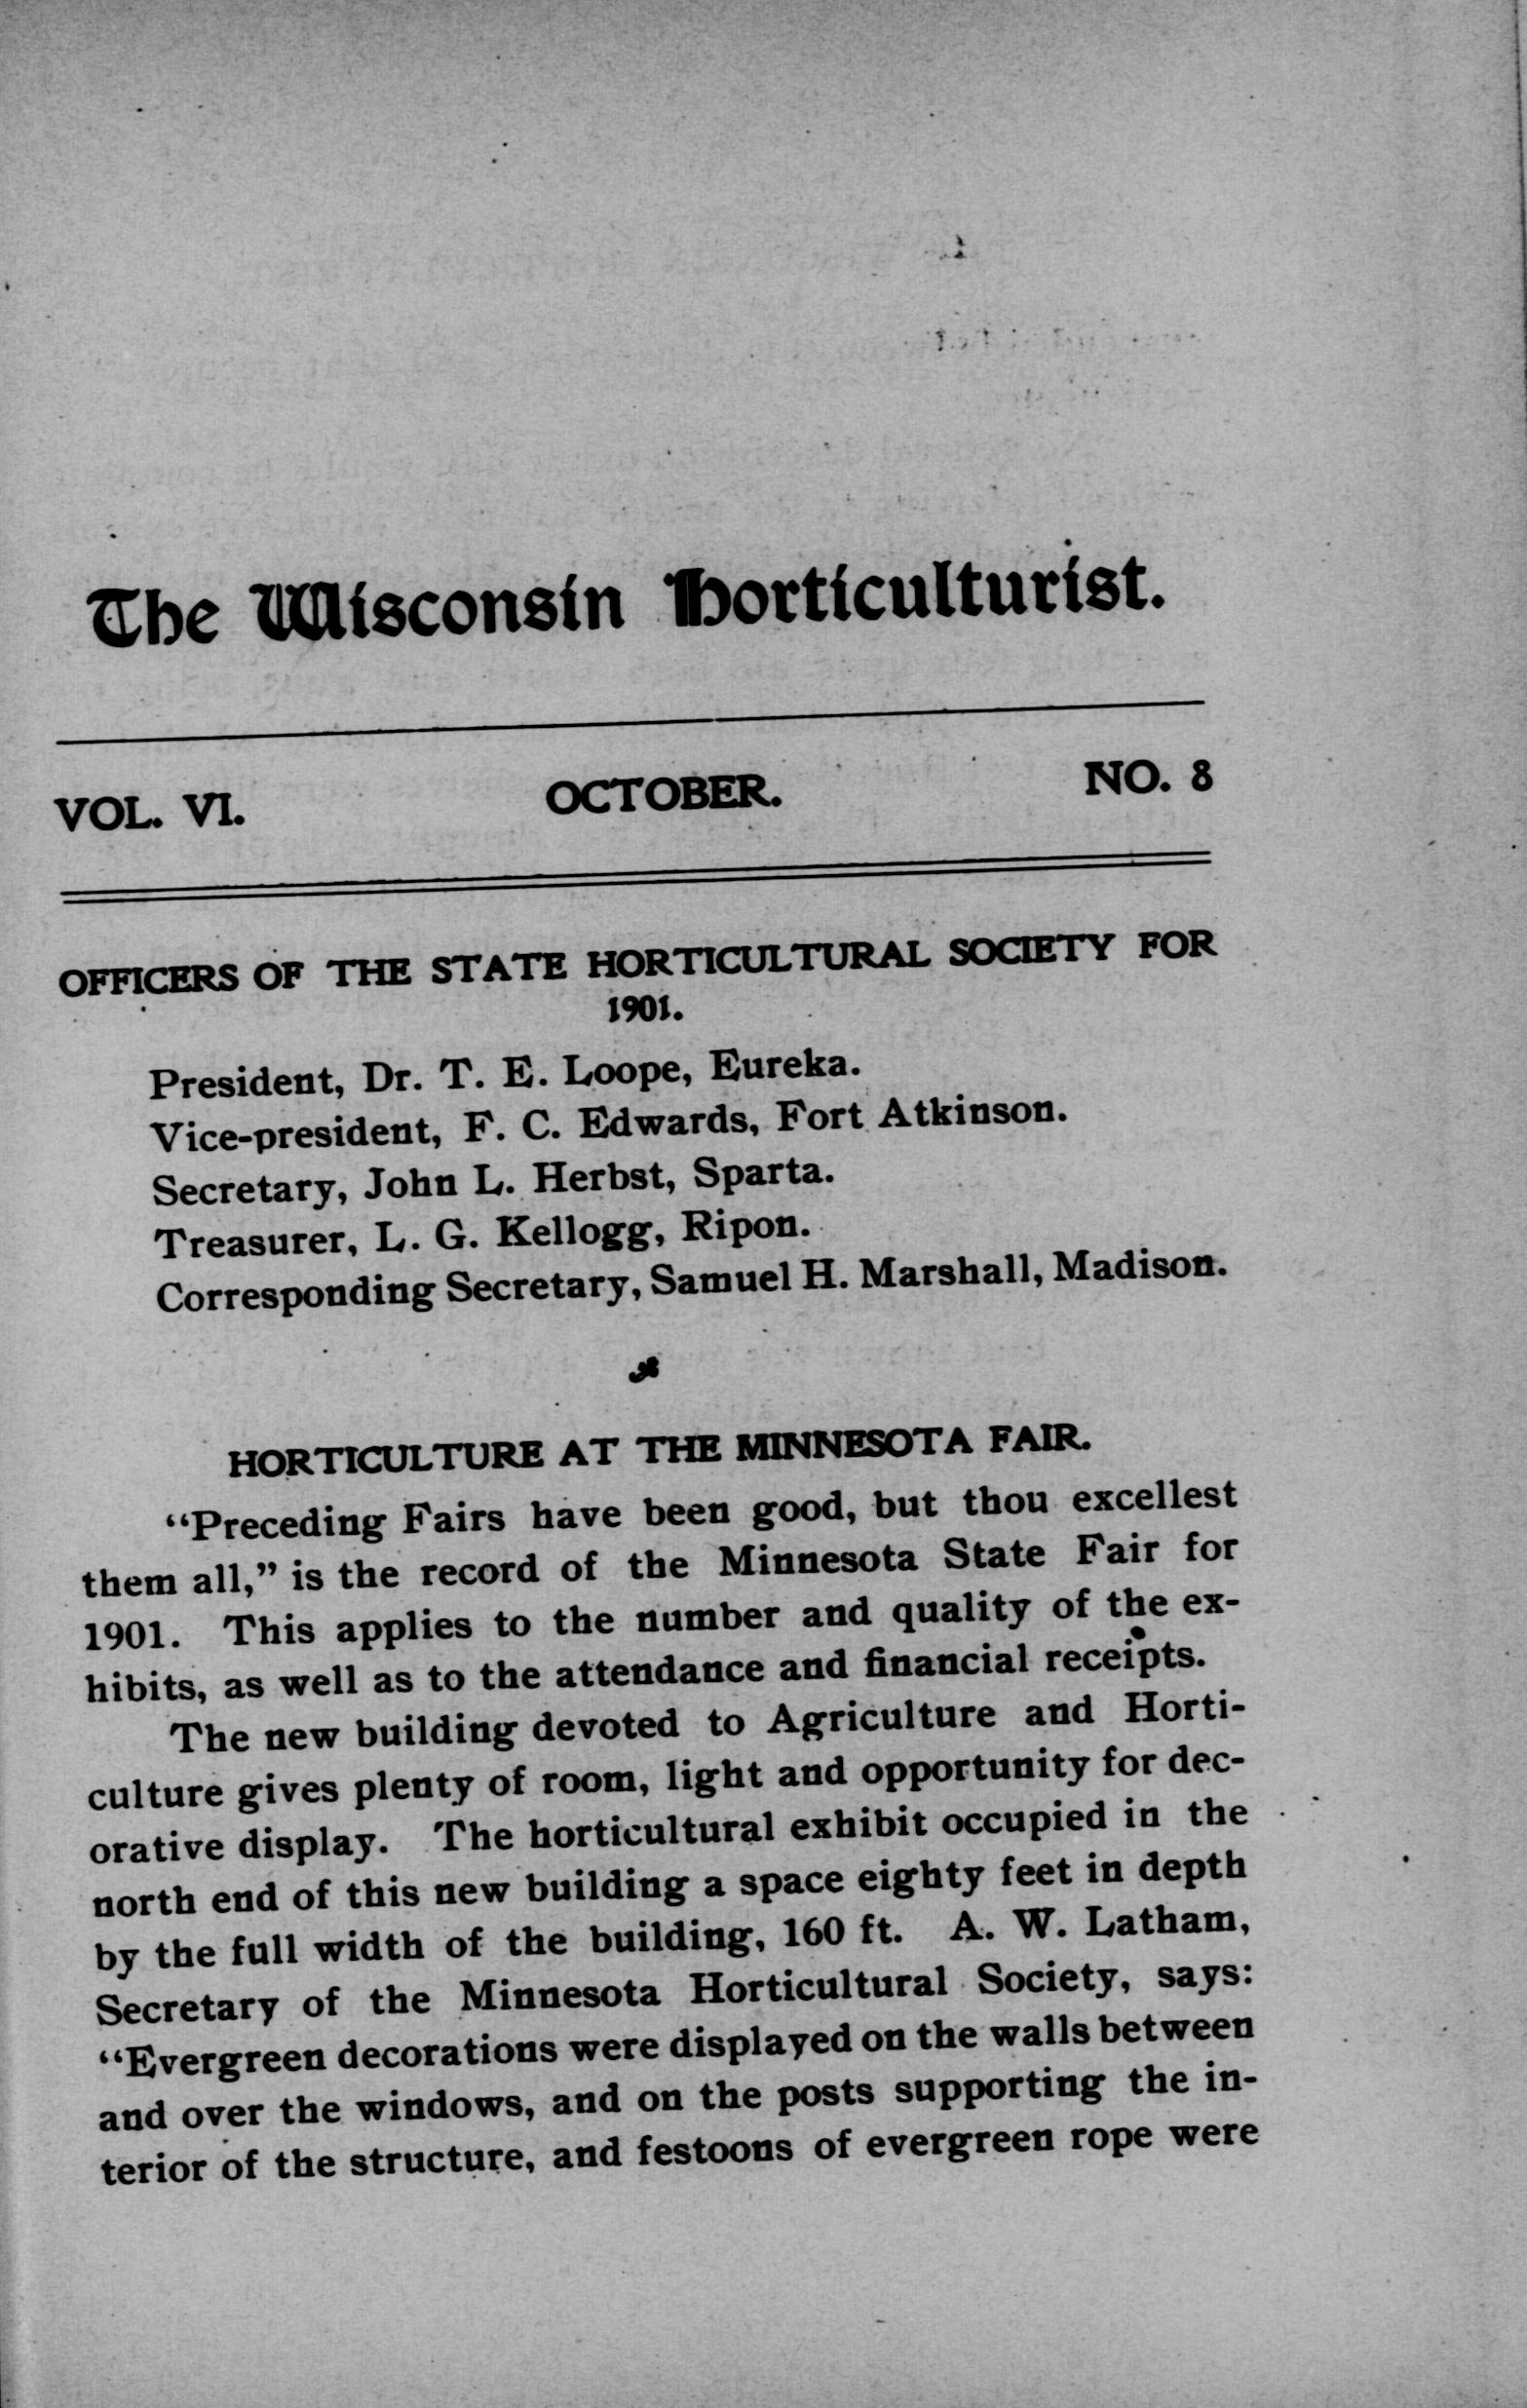 The Wisconsin Horticulturist.
VOL. VI. OCTOBER. NO. 8
OFFICERS OF THE STATE HORTICULTURAL SOCIETY FOR
1901.
President, Dr. T. E. Loope, Eureka.
Vice-president, F. C. Edwards, Fort Atkinson.
Secretary, John L. Herbst, Sparta.
Treasurer, L. G. Kellogg, Ripon.
Corresponding Secretary, Samuel H. Marshall, Madison.
HORTICULTURE AT THE MINNESOTA FAIR.
“Preceding Fairs have been good, but thou excellest
them all,” is the record of the Minnesota State Fair for
1901. This applies to the number and quality of the ex-
hibits, as well as to the attendance and financial receipts.
The new building devoted to Agriculture and Horti-
culture gives plenty of room, light and opportunity for dec-
orative display. The horticultural exhibit occupied in the
north end of this new building a space eighty feet in depth
by the full width of the building, 160 ft. A. W. Latham,
Secretary of the Minnesota Horticultural Society, says:
“Evergreen decorations were displayed on the walls between
and over the windows, and on the posts supporting the in-
terior of the structure, and festoons of evergreen rope were